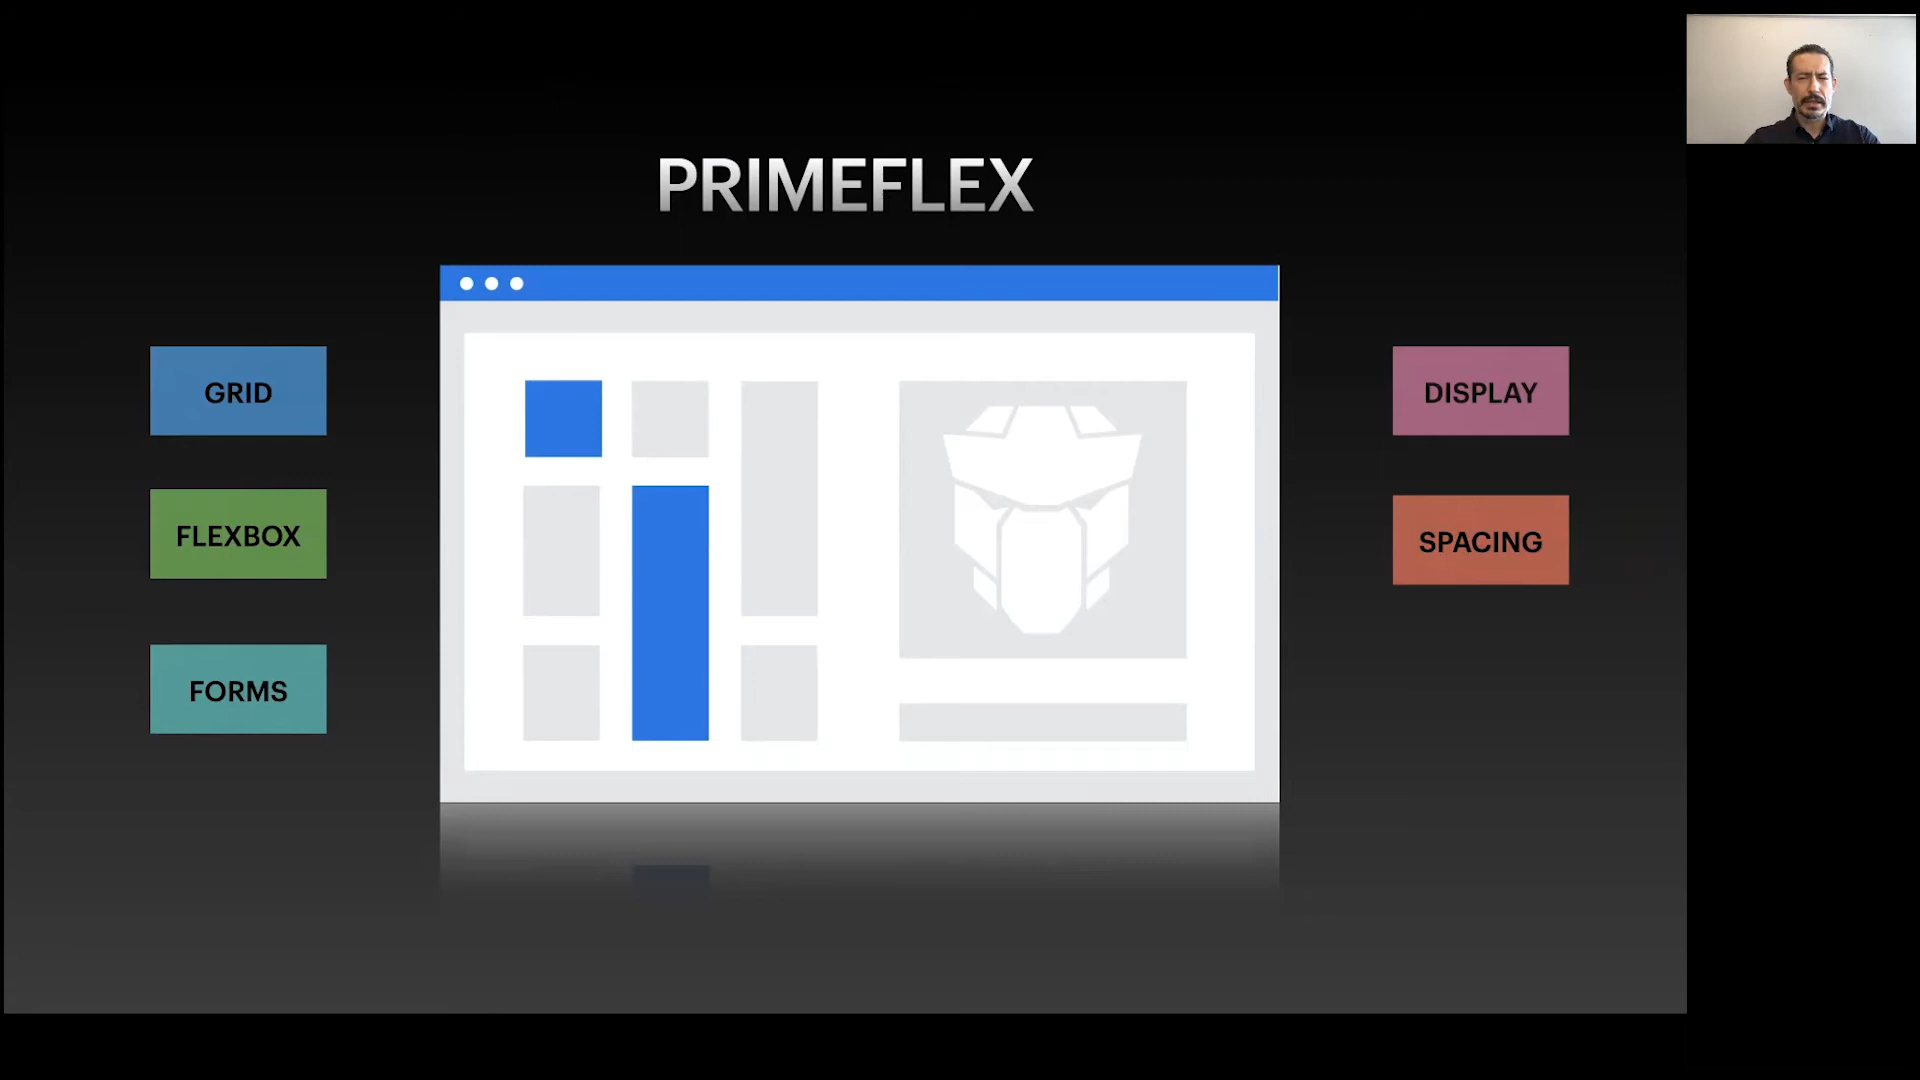 PRIMEFLEX
GRID
FLEXBOX
FORMS
DISPLAY
SPACING